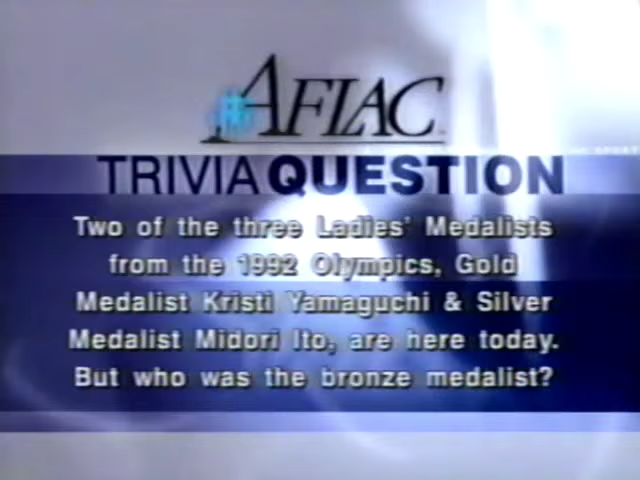 AFLAC
TRIVIA QUESTION
Two of the three Ladies' Medalists
from the 1992 Olympics, Gold
Medalist Kristi Yamaguchi & Silver
Medalist Midori Ito, are here today.
But who was the bronze medalist?